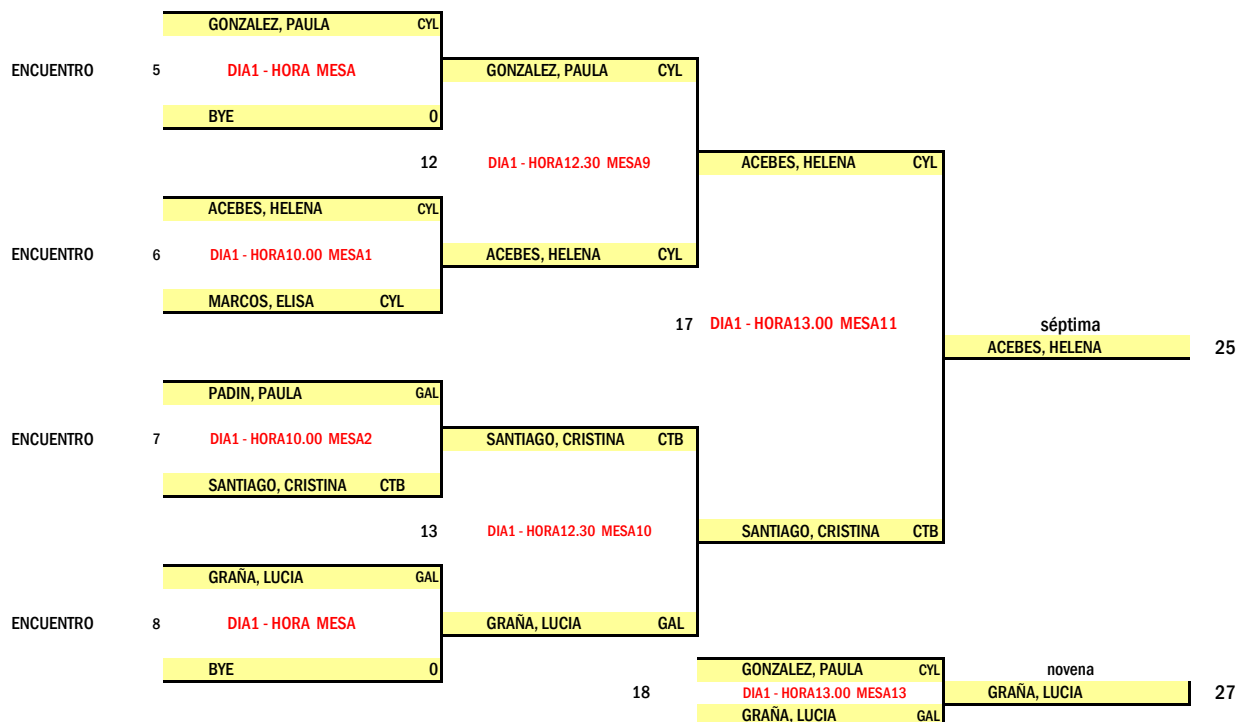 GONZALEZ, PAULA CYL
ENCUENTRO 5 DIA1 - HORA MESA GONZALEZ, PAULA CYL
BYE 0
12 DIA1 - HORA12.30 MESA9 ACEBES, HELENA CYL
ACEBES, HELENA CYL
ENCUENTRO 6 DIA1 - HORA10.00 MESA1 ACEBES, HELENA CYL
MARCOS, ELISA CYL
17 DIA1 - HORA13.00 MESA11 séptima
ACEBES, HELENA 25
PADIN, PAULA GAL
ENCUENTRO 7 DIA1 - HORA10.00 MESA2 SANTIAGO, CRISTINA CTB
SANTIAGO, CRISTINA CTB
13 DIA1 - HORA12.30 MESA10 SANTIAGO, CRISTINA CTB
GRAÑA, LUCIA GAL
ENCUENTRO 8 DIA1 - HORA MESA GRAÑA, LUCIA GAL
BYE 0 GONZALEZ, PAULA CYL novena
18 DIA1 - HORA13.00 MESA13 GRAÑA, LUCIA 27
GRAÑA, LUCIA GAL